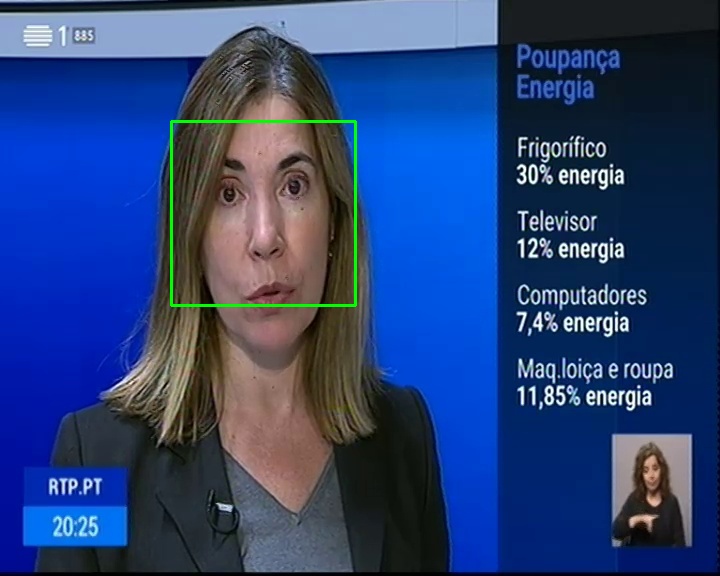 1 885
Poupança
Energia
Frigorífico
30% energia
Televisor
12% energia
Computadores
7,4% energia
Maq.loiça e roupa
11,85% energia
RTP.PT
20:25